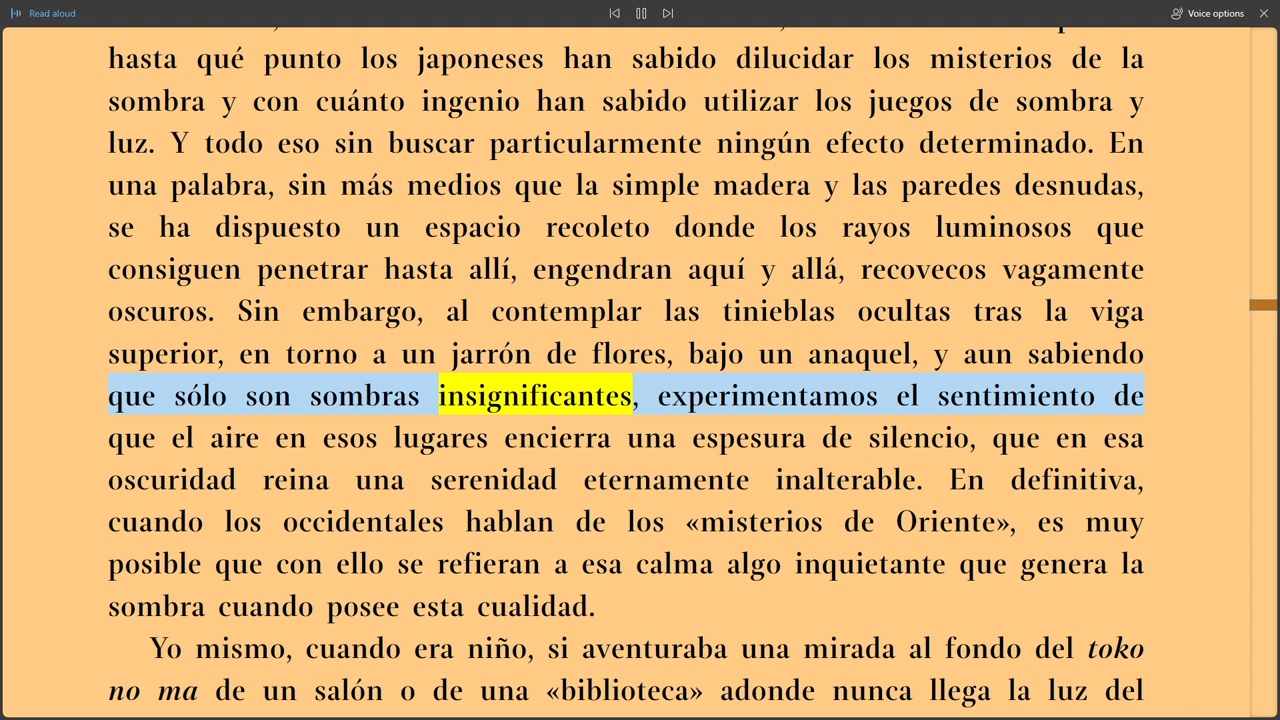 Read aloud
Voice options
hasta qué punto los japoneses han sabido dilucidar los misterios de la
sombra y con cuánto ingenio han sabido utilizar los juegos de sombra y
luz. Y todo eso sin buscar particularmente ningún efecto determinado. En
una palabra, sin más medios que la simple madera y las paredes desnudas,
se ha dispuesto un espacio recoleto donde los rayos luminosos que
consiguen penetrar hasta allí, engendran aquí y allá, recovecos vagamente
oscuros. Sin embargo, al contemplar las tinieblas ocultas tras la viga
superior, en torno a un jarrón de flores, bajo un anaquel, y aun sabiendo
que sólo son sombras insignificantes, experimentamos el sentimiento de
que el aire en esos lugares encierra una espesura de silencio, que en esa
oscuridad reina una serenidad eternamente inalterable. En definitiva,
cuando los occidentales hablan de los «misterios de Oriente», es muy
posible que con ello se refieran a esa calma algo inquietante que genera la
sombra cuando posee esta cualidad.
Yo mismo, cuando era niño, si aventuraba una mirada al fondo del toko
no ma de un salón o de una «biblioteca» adonde nunca llega la luz del